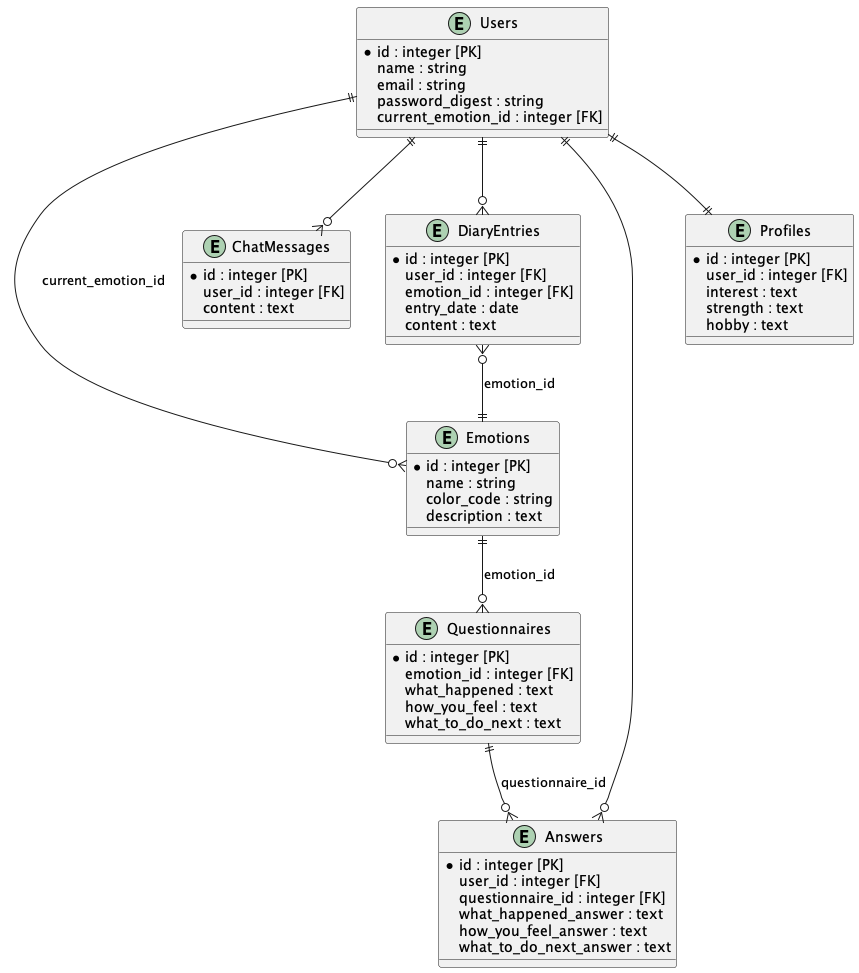 E Users
id : integer [PK]
name : string
email : string
password_digest : string
current_emotion_id : integer [FK]
E ChatMessages
id : integer [PK]
user_id : integer [FK]
content : text
E DiaryEntries
id : integer [PK]
user_id : integer [FK]
emotion_id : integer [FK]
entry_date : date
content : text
E Profiles
id : integer [PK]
user_id : integer [FK]
interest : text
strength : text
hobby : text
current_emotion_id
emotion_id
E Emotions
id : integer [PK]
name : string
color_code : string
description : text
emotion_id
E Questionnaires
id : integer [PK]
emotion_id : integer [FK]
what_happened : text
how_you_feel : text
what_to_do_next : text
questionnaire_id
E Answers
id : integer [PK]
user_id : integer [FK]
questionnaire_id : integer [FK]
what_happened_answer : text
how_you_feel_answer : text
what_to_do_next_answer : text